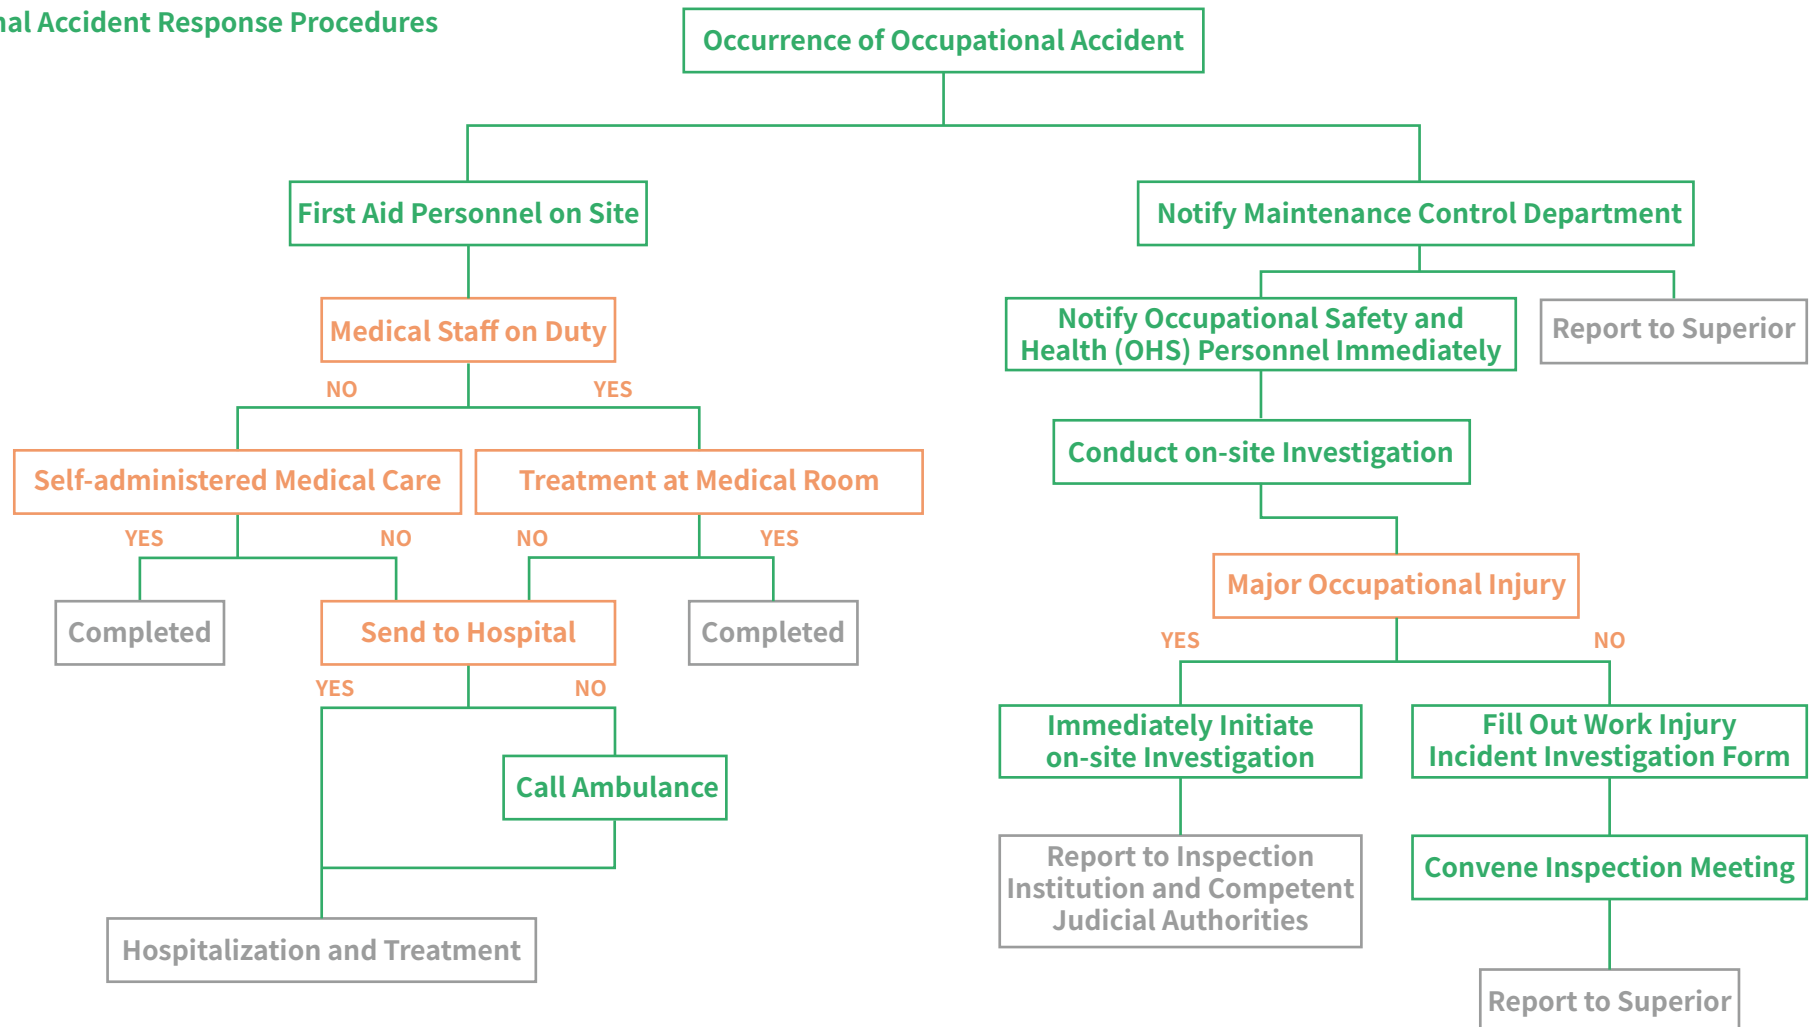 Accident Response Procedures
Occurrence of Occupational Accident
First Aid Personnel on Site
Notify Maintenance Control Department
Medical Staff on Duty
Notify Occupational Safety and
Health (OHS) Personnel Immediately
Report to Superior
NO
YES
Conduct on-site Investigation
Self-administered Medical Care
Treatment at Medical Room
YES
NO
NO
YES
Major Occupational Injury
Completed
Send to Hospital
Completed
YES
NO
YES
NO
Immediately Initiate
on-site Investigation
Fill Out Work Injury
Incident Investigation Form
Call Ambulance
Report to Inspection
Institution and Competent
Judicial Authorities
Convene Inspection Meeting
Hospitalization and Treatment
Report to Superior